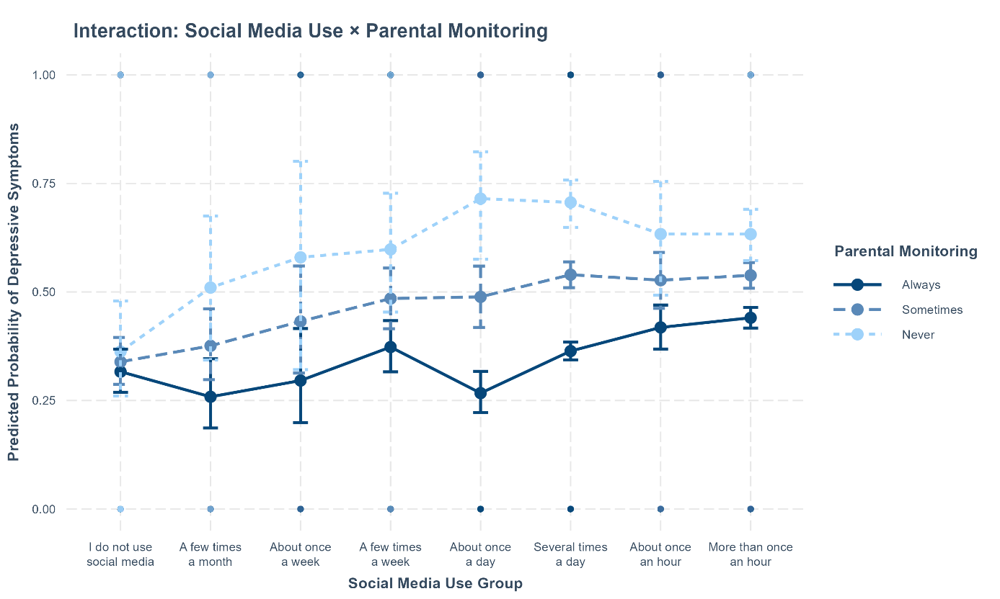 Interaction: Social Media Use × Parental Monitoring
Predicted Probability of Depressive Symptoms
1.00
0.75
0.50
0.25
0.00
I do not use
social media
A few times
a month
About once
a week
A few times
a week
About once
a day
Several times
a day
About once
an hour
More than once
an hour
Social Media Use Group
Parental Monitoring
Always
Sometimes
Never